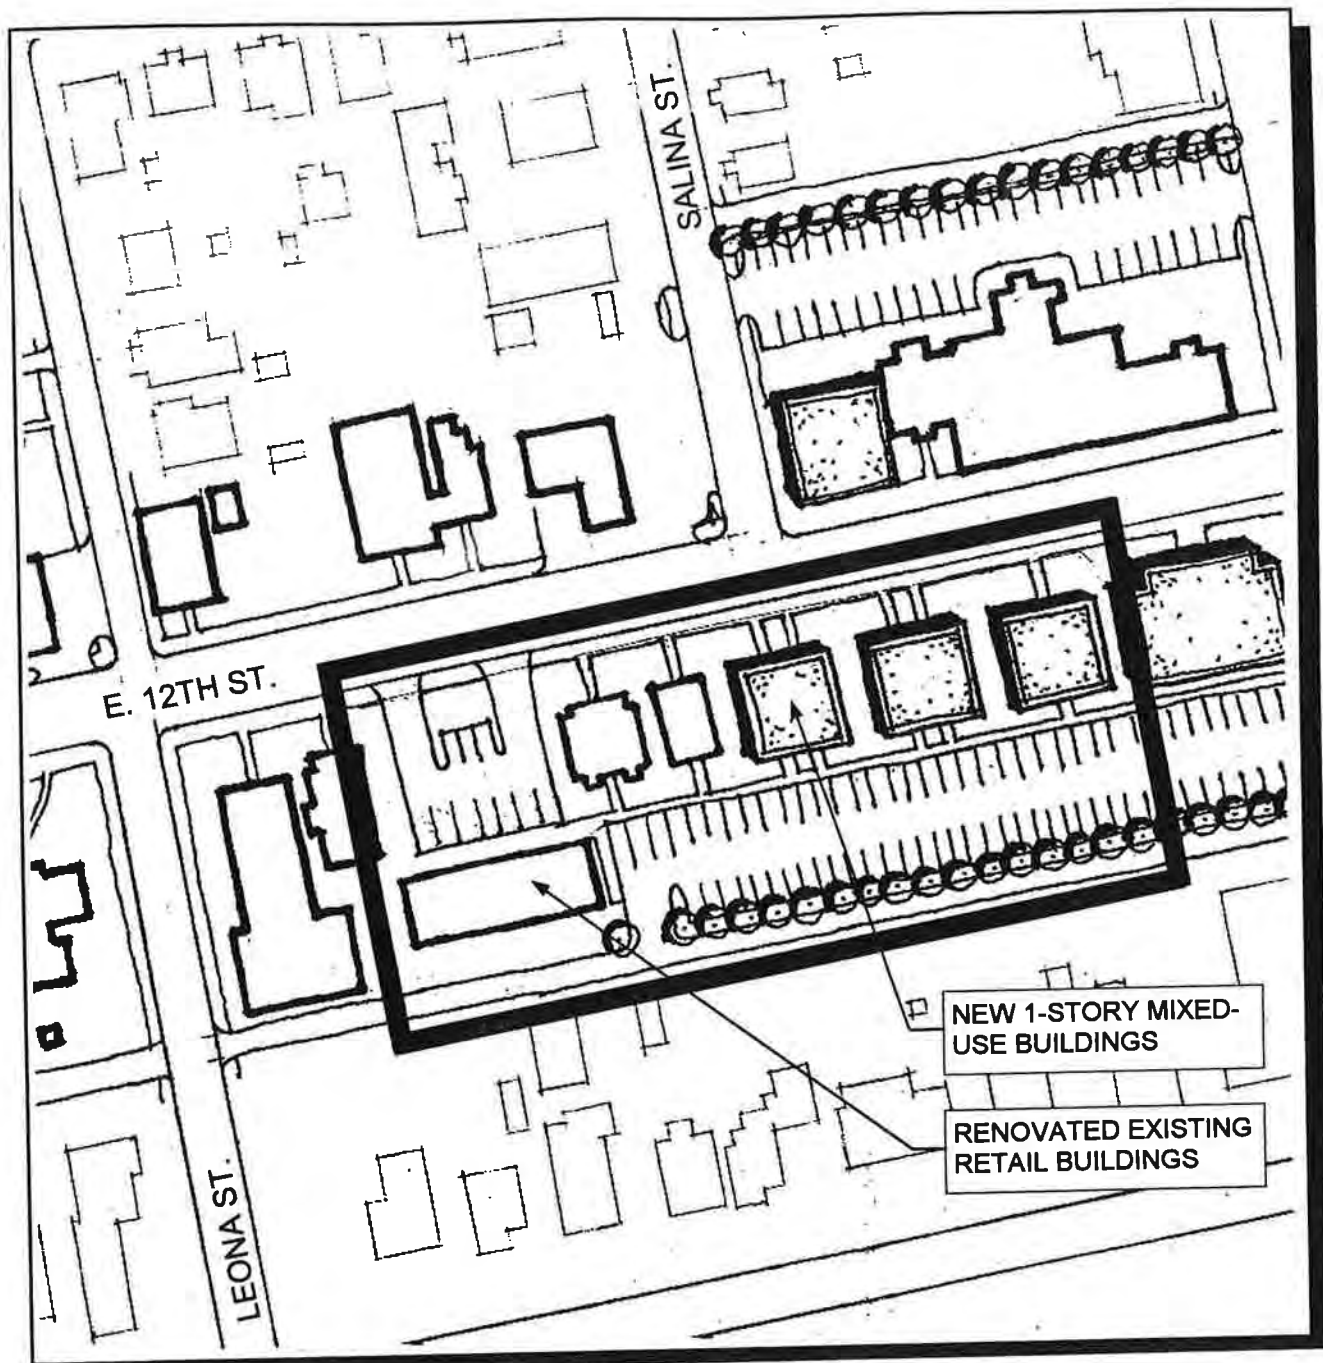 SALINA ST.
E. 12TH ST.
NEW 1-STORY MIXED-
USE BUILDINGS
RENOVATED EXISTING
RETAIL BUILDINGS
LEONA ST.